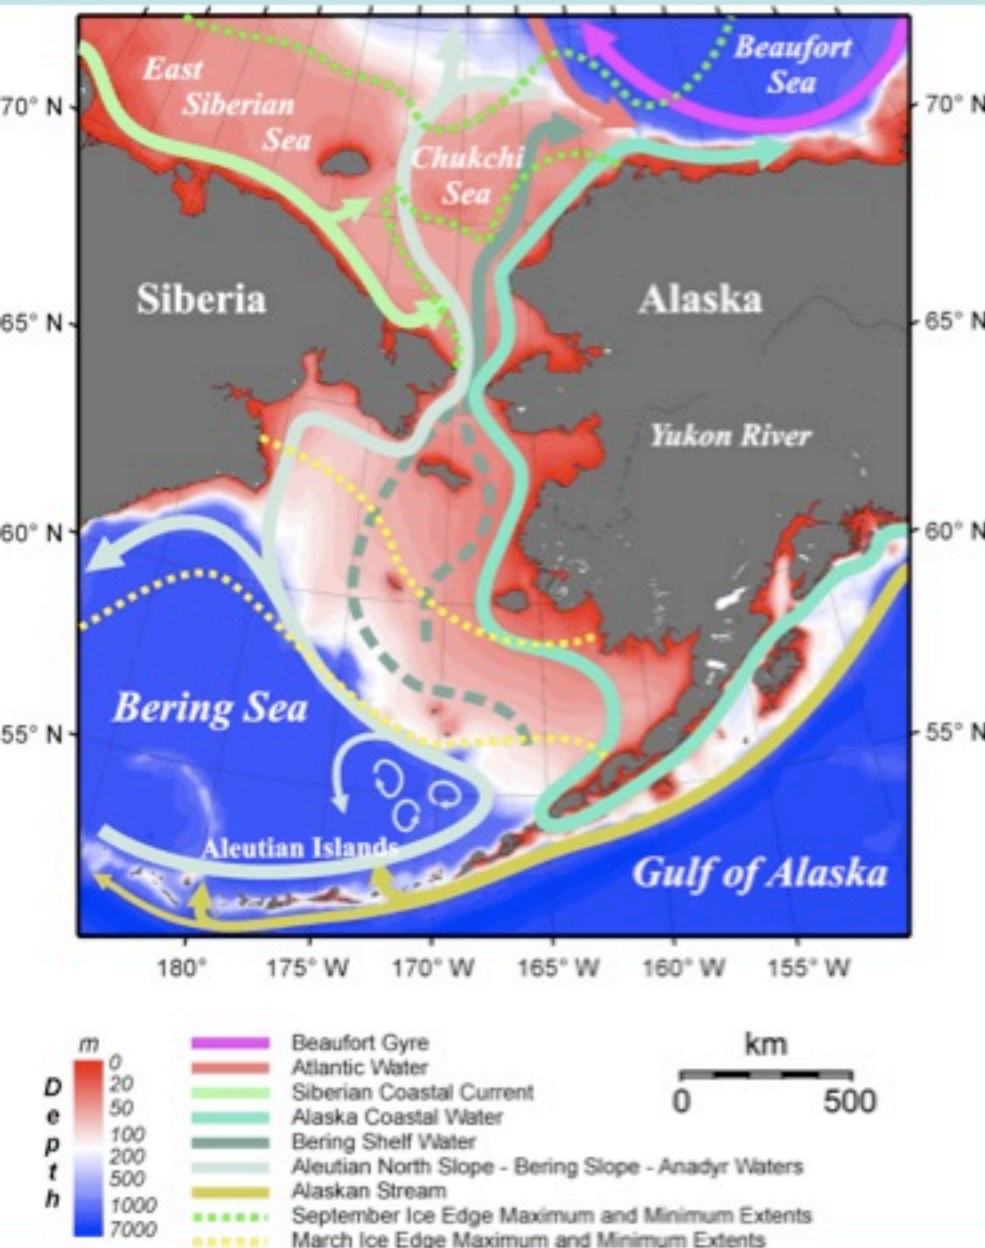 East
Siberian
Sea
Beaufort
Sea
70° N
70° N
Chukchi
Sea
Siberia
Alaska
65° N
65° N
Yukon River
60° N
60° N
Bering Sea
55° N
55° N
Aleutian Islands
Gulf of Alaska
180°
175° W
170° W
165° W
160° W
155° W
m
Depth
0
20
50
100
200
500
1000
7000
Beaufort Gyre
Atlantic Water
Siberian Coastal Current
Alaska Coastal Water
Bering Shelf Water
Aleutian North Slope - Bering Slope - Anadyr Waters
Alaskan Stream
September Ice Edge Maximum and Minimum Extents
March Ice Edge Maximum and Minimum Extents
km
0 500